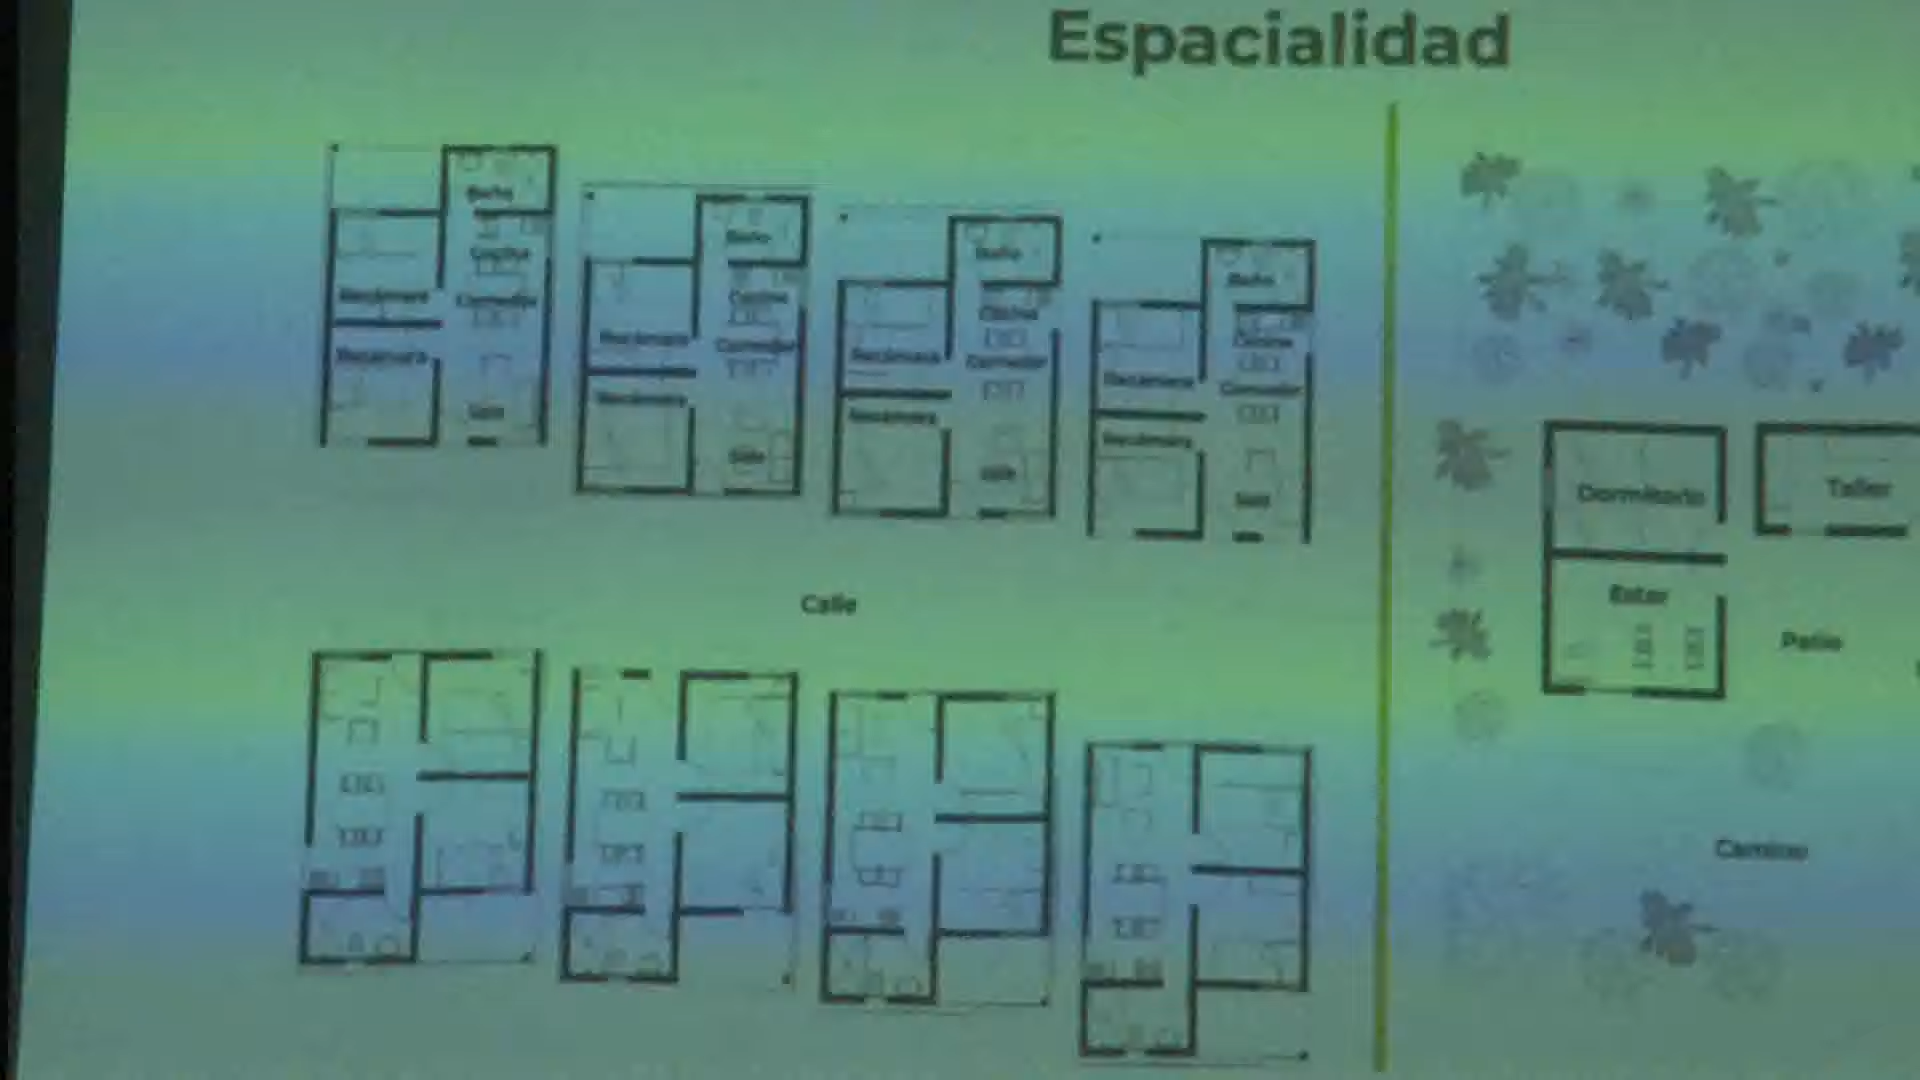 Espacialidad
Baño
Cocina
Comedor
Recámara
Recámara
Sala
Baño
Cocina
Comedor
Recámara
Recámara
Sala
Baño
Cocina
Comedor
Recámara
Recámara
Sala
Baño
Cocina
Comedor
Recámara
Recámara
Sala
Calle
Dormitorio
Taller
Estar
Patio
Camino